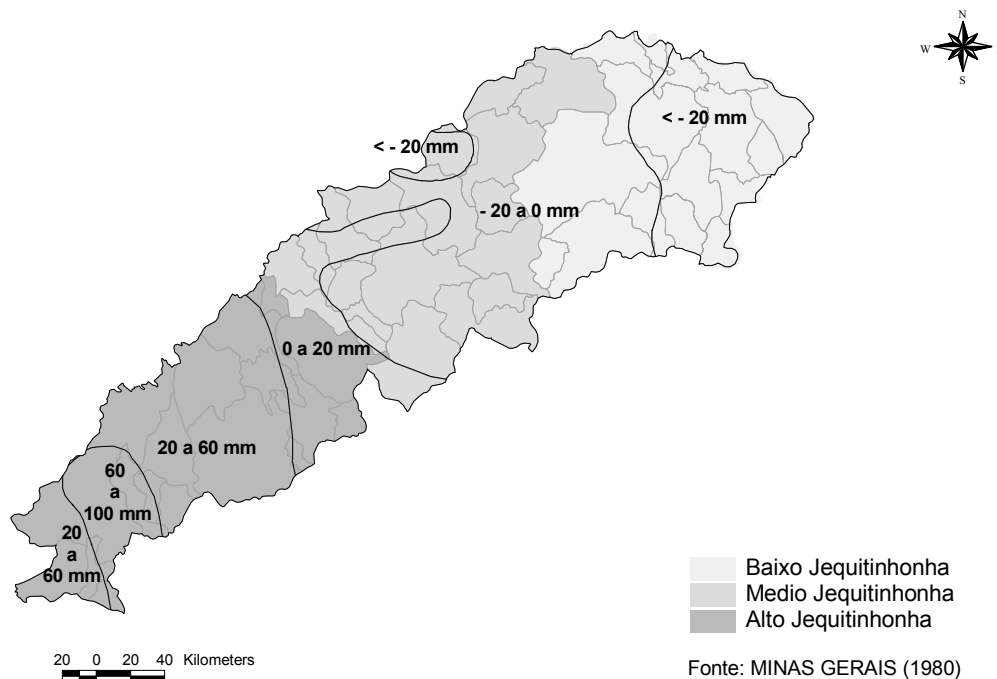 N
W
S
< - 20 mm
< - 20 mm
- 20 a 0 mm
0 a 20 mm
20 a 60 mm
60
a
100 mm
20
a
60 mm
Baixo Jequitinhonha
Medio Jequitinhonha
Alto Jequitinhonha
20 0 20 40 Kilometers
Fonte: MINAS GERAIS (1980)